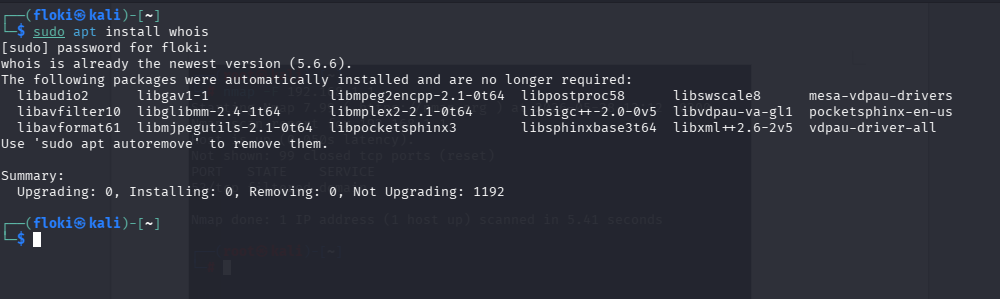 ┌──(floki㉿kali)-[~]
└─$ sudo apt install whois
[sudo] password for floki:
whois is already the newest version (5.6.6).
The following packages were automatically installed and are no longer required:
libaudio2 libgav1-1 libmpeg2encpp-2.1-0t64 libpostproc58 libswscale8 mesa-vdpau-drivers
libavfilter10 libglibmm-2.4-1t64 libmplex2-2.1-0t64 libsigc++-2.0-0v5 libvdpau-va-gl1 pocketsphinx-en-us
libavformat61 libmjpegutils-2.1-0t64 libpocketsphinx3 libsphinxbase3t64 libxml++2.6-2v5 vdpau-driver-all
Use 'sudo apt autoremove' to remove them.
Not shown: 99 closed tcp ports (reset)
PORT STATE SERVICE
Summary:
Upgrading: 0, Installing: 0, Removing: 0, Not Upgrading: 1192
Nmap done: 1 IP address (1 host up) scanned in 5.41 seconds
┌──(floki㉿kali)-[~]
└─$